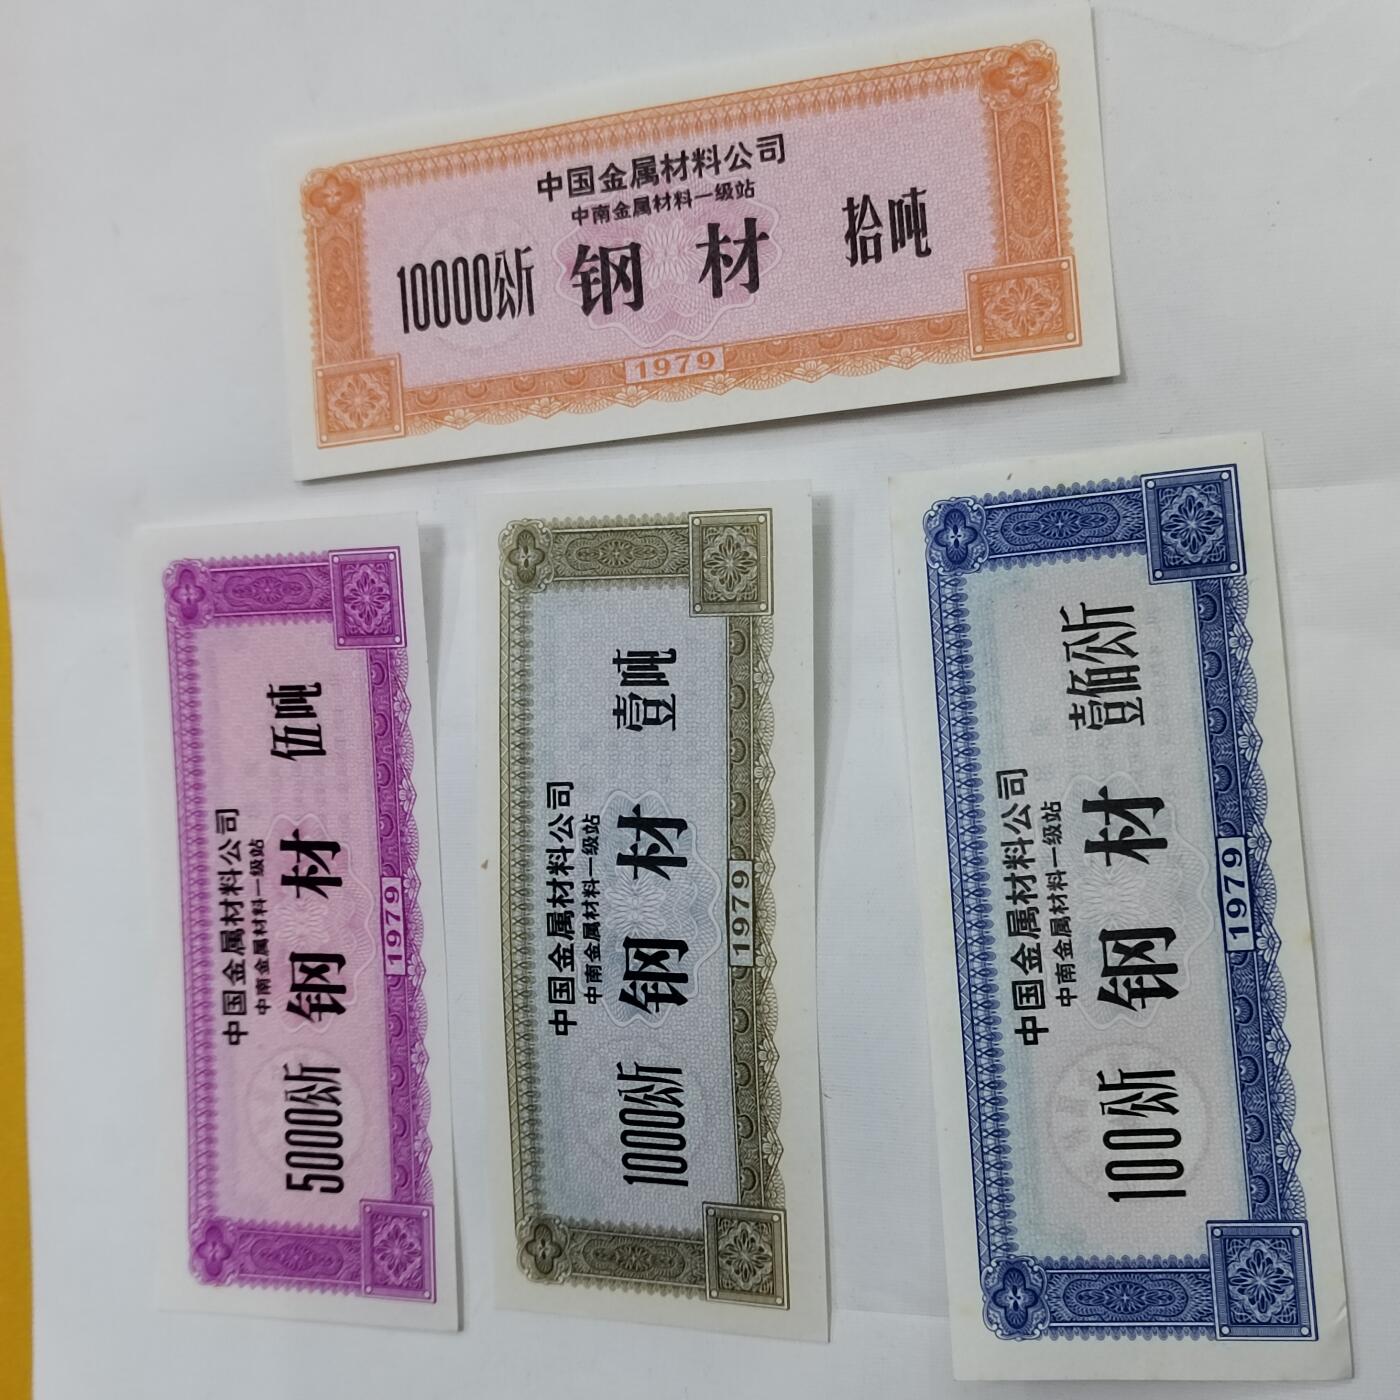 中国金属材料公司
中南金属材料一级站
10000公斤 钢材 拾吨
1979
中国金属材料公司
中南金属材料一级站
5000公斤 钢材 伍吨
1979
中国金属材料公司
中南金属材料一级站
1000公斤 钢材 壹吨
1979
中国金属材料公司
中南金属材料一级站
100公斤 钢材 壹佰公斤
1979